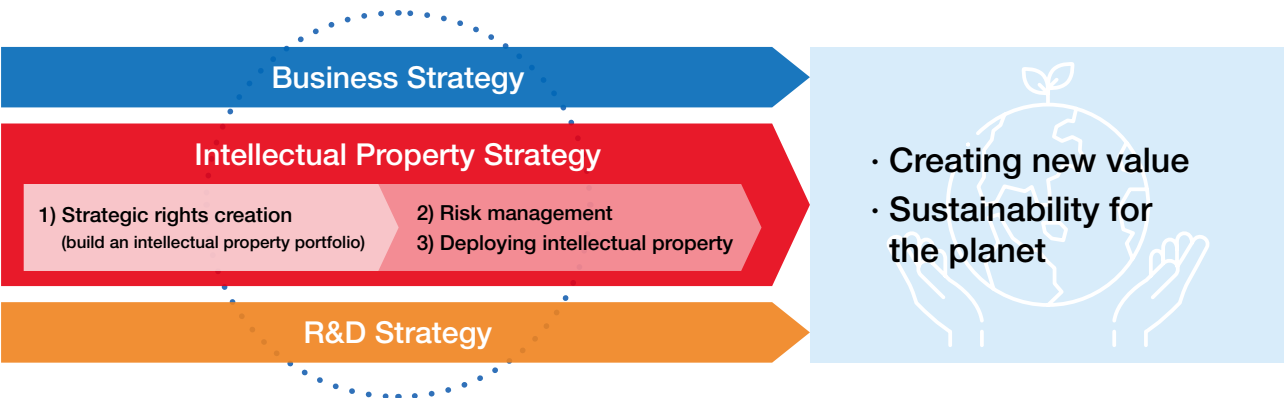 Business Strategy
Intellectual Property Strategy
1) Strategic rights creation
(build an intellectual property portfolio)
2) Risk management
3) Deploying intellectual property
R&D Strategy
· Creating new value
· Sustainability for
the planet